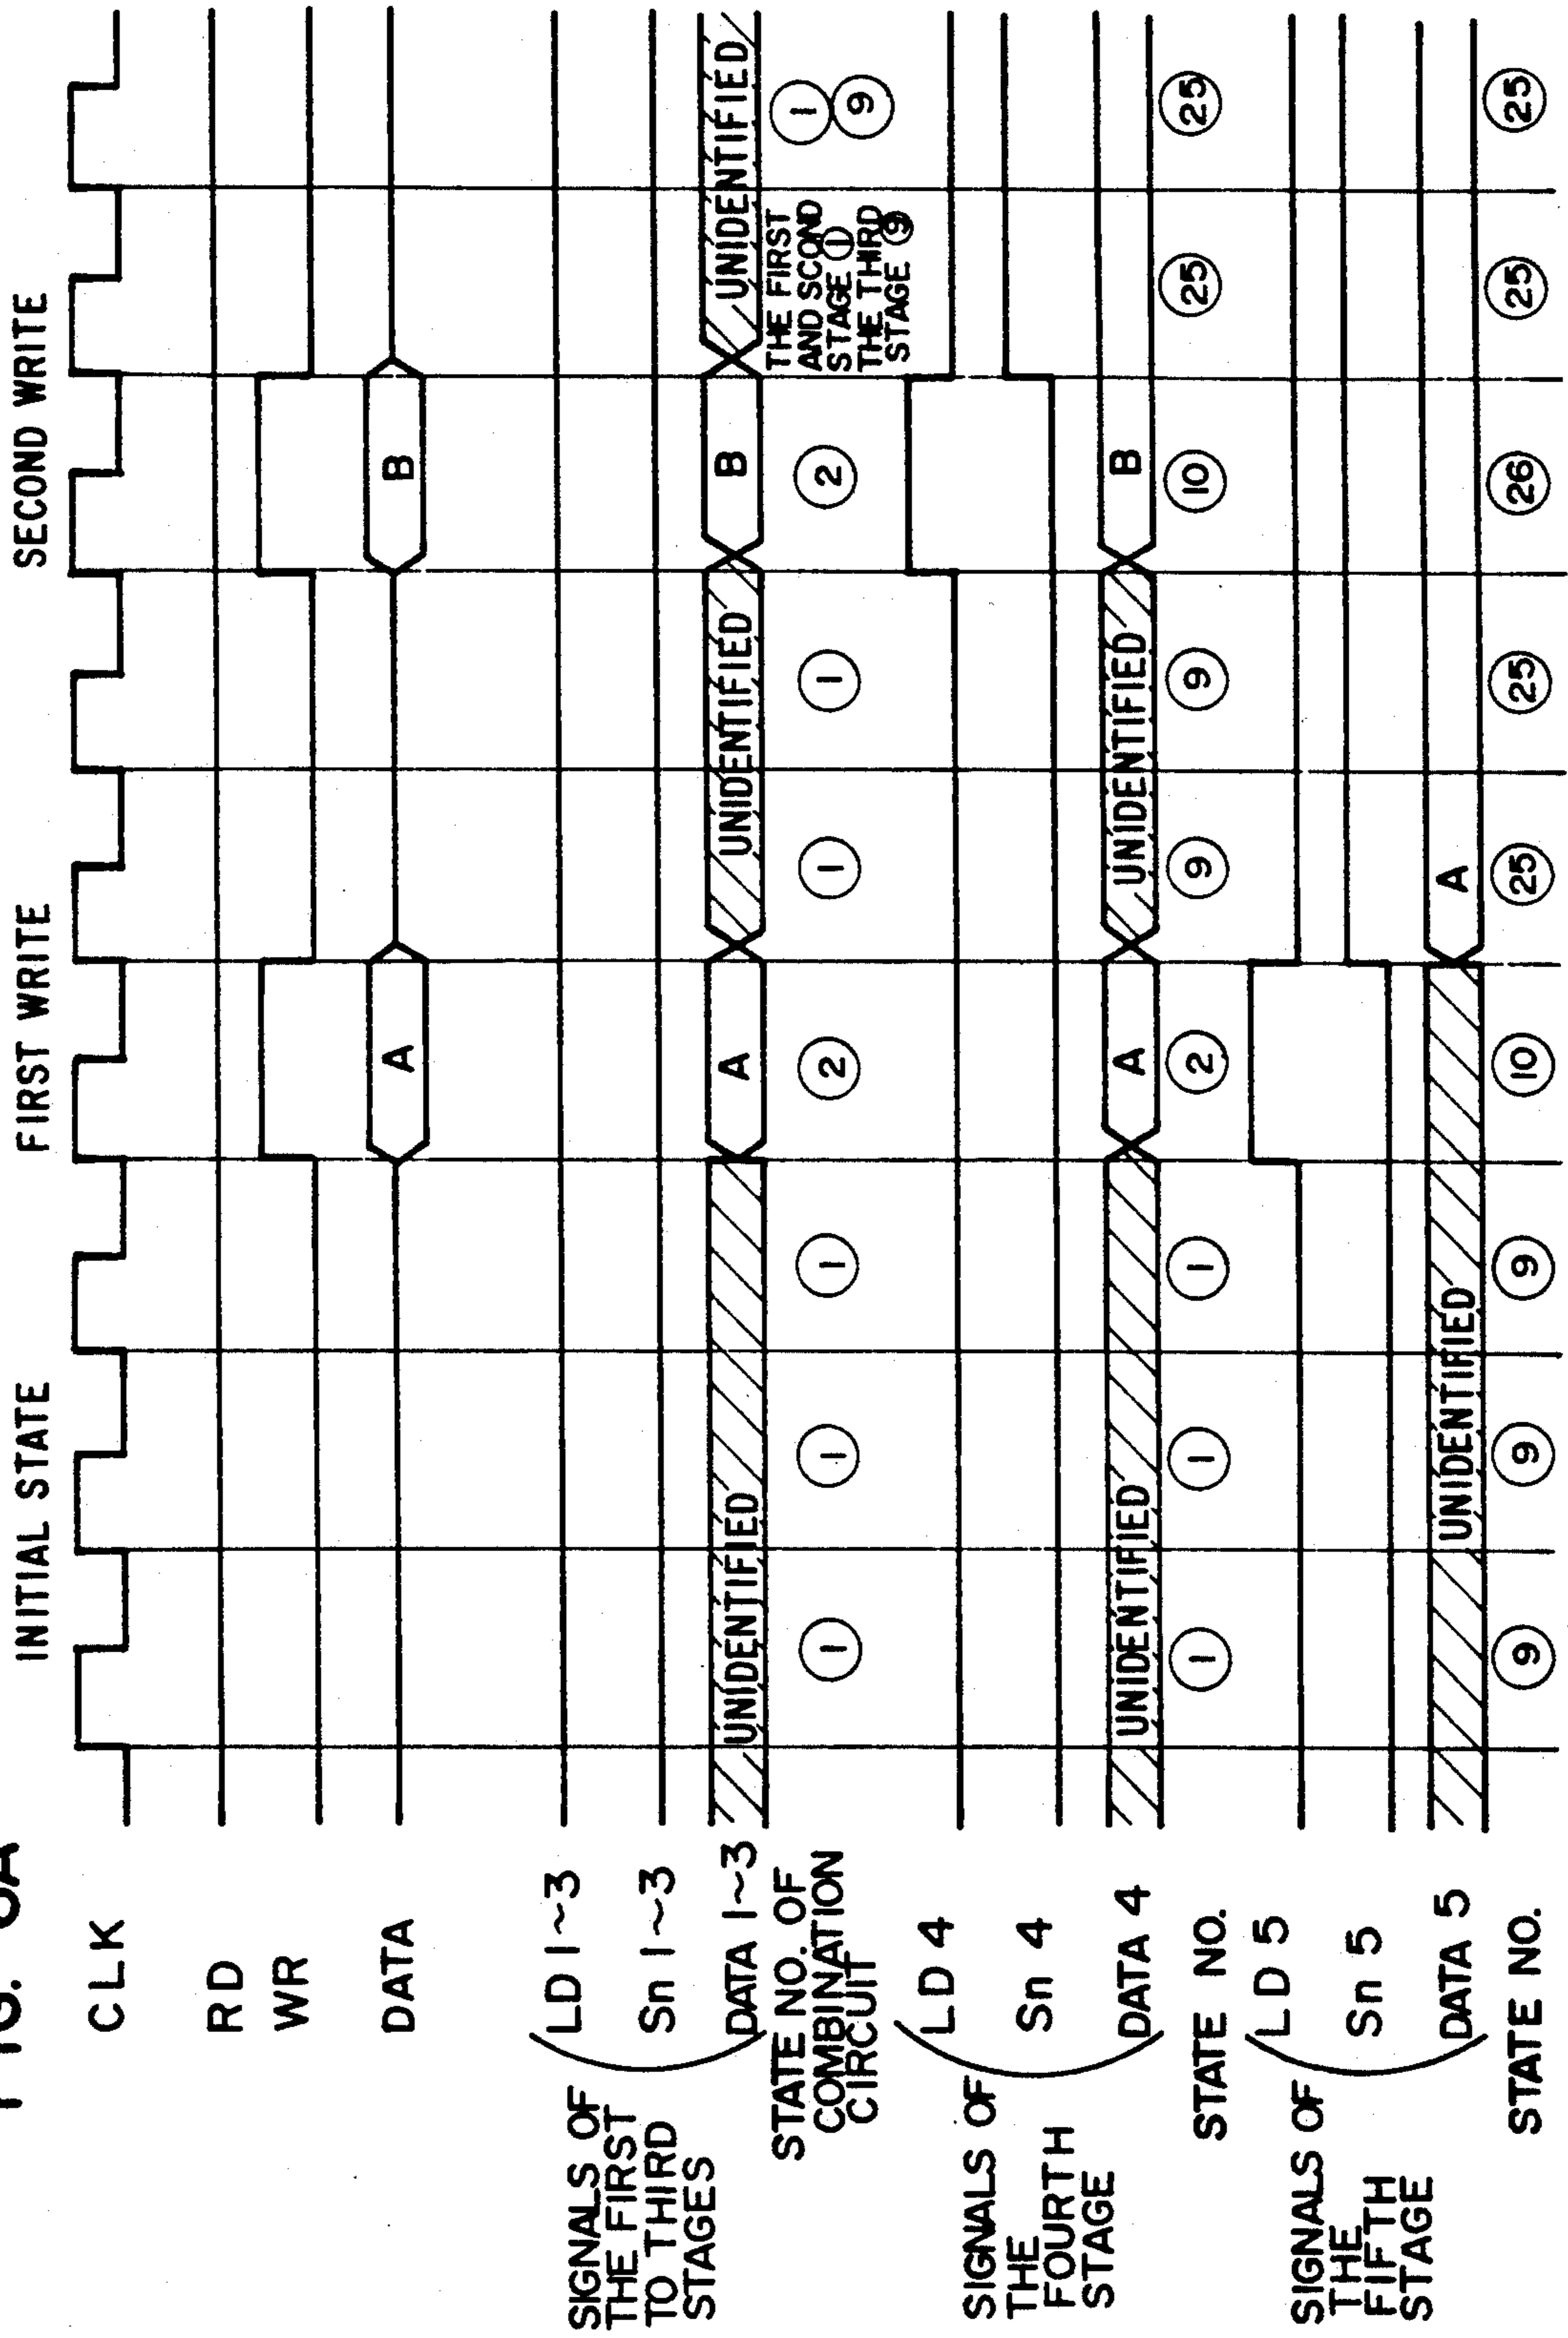 FIG.
INITIAL STATE FIRST WRITE SECOND WRITE
CLK
RD
WR
DATA A B
SIGNALS OF
THE FIRST
TO THIRD
STAGES
LD 1~3
Sn 1~3
DATA 1~3 UNIDENTIFIED A UNIDENTIFIED B UNIDENTIFIED
STATE NO. OF
COMBINATION
CIRCUIT
① ① ① ② ① ① ②
THE FIRST
AND SCOND
STAGE ①
THE THIRD
STAGE ⑨
①
⑨
SIGNALS OF
THE
FOURTH
STAGE
LD 4
Sn 4
DATA 4 UNIDENTIFIED A UNIDENTIFIED B
STATE NO. ① ① ① ② ⑨ ⑨ ⑩ ㉕ ㉕
SIGNALS OF
THE
FIFTH
STAGE
LD 5
Sn 5
DATA 5 UNIDENTIFIED A
STATE NO. ⑨ ⑨ ⑨ ⑩ ㉕ ㉕ ㉖ ㉕ ㉕